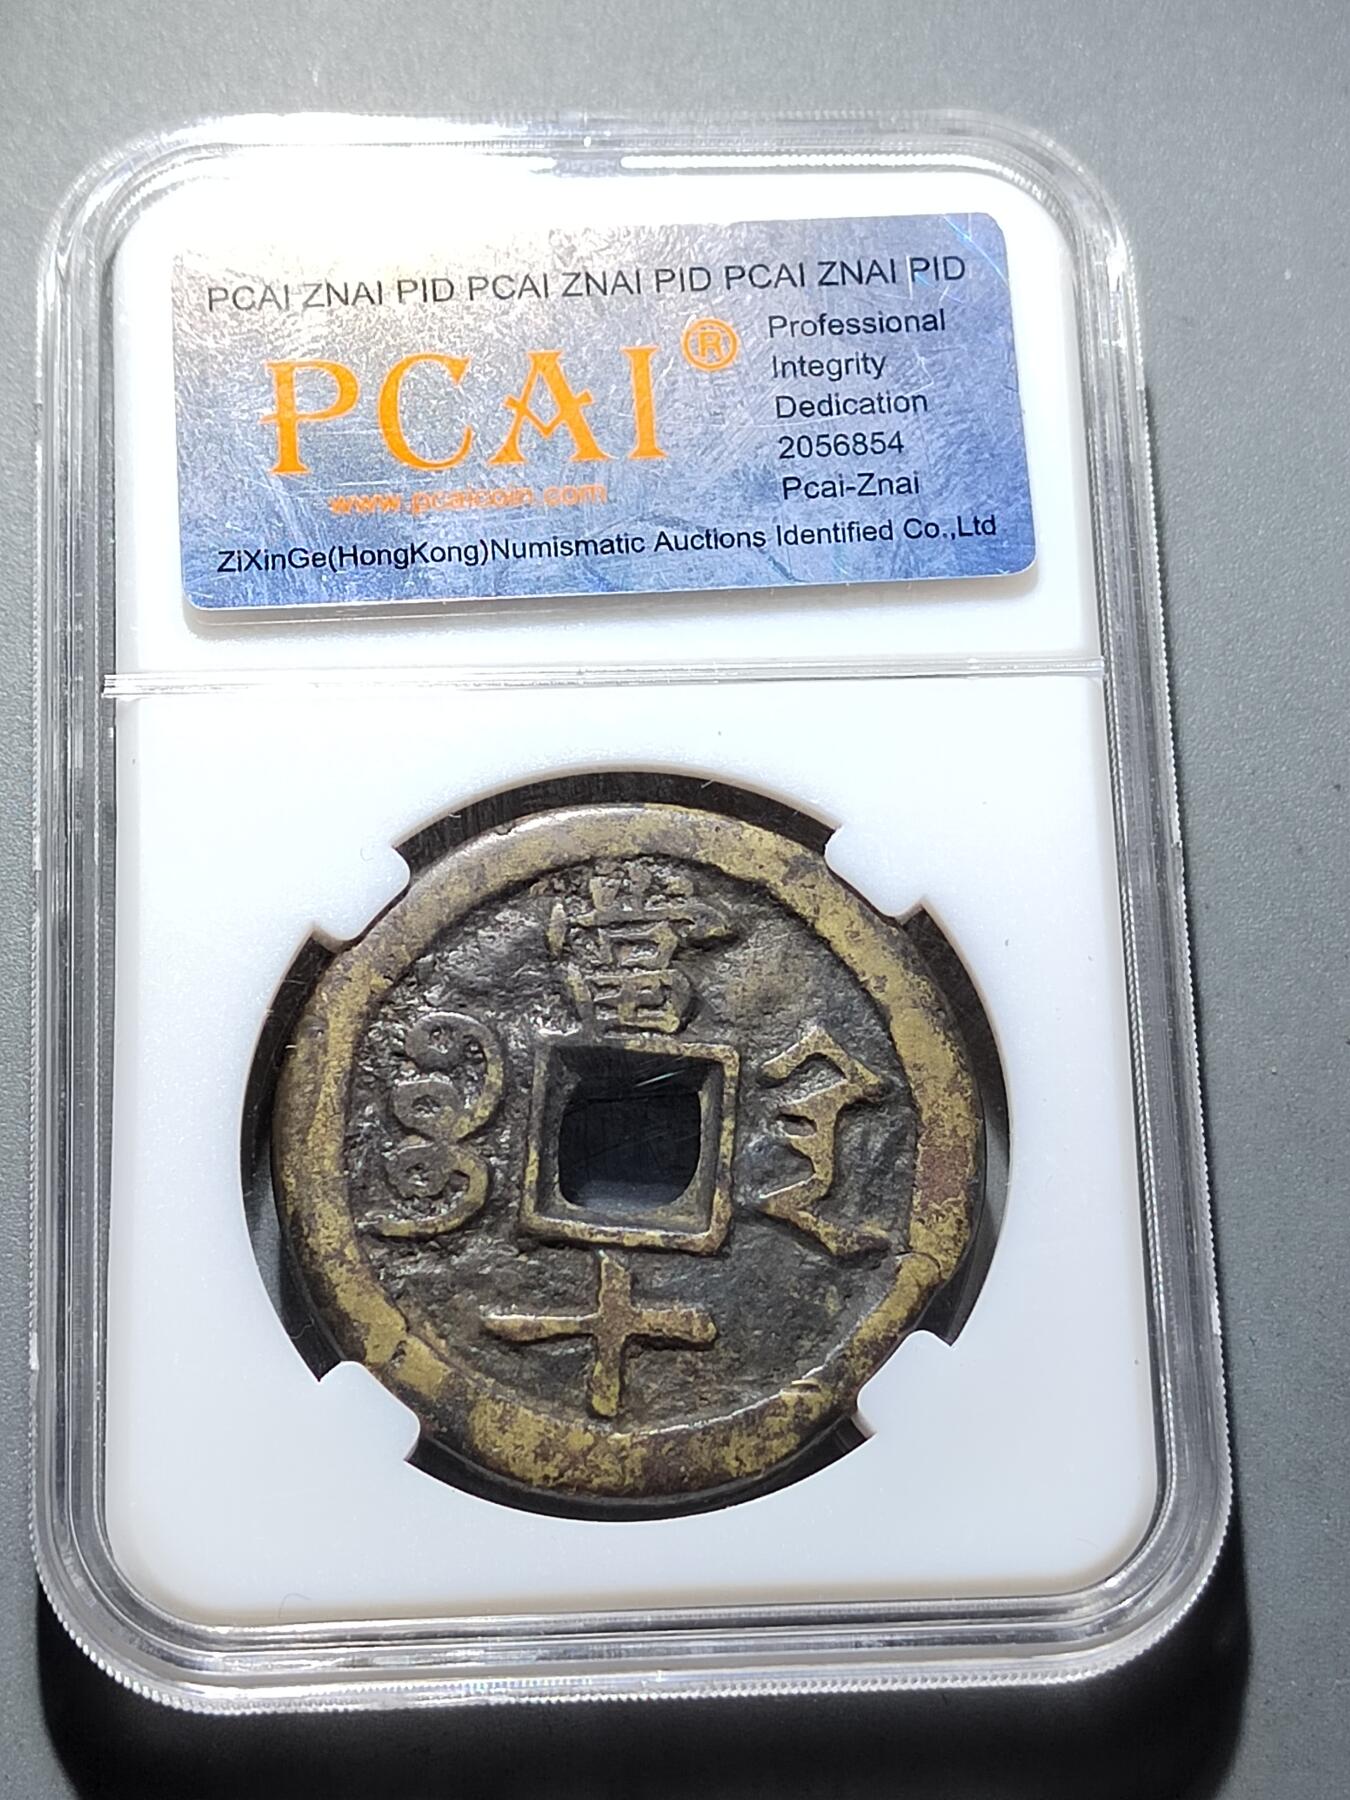 PCAI ZNAI PID PCAI ZNAI PID PCAI ZNAI PID
PCAI®
www.pcaicoin.com
Professional
Integrity
Dedication
2056854
Pcai-Znai
ZiXinGe(HongKong)Numismatic Auctions Identified Co.,Ltd
當
十